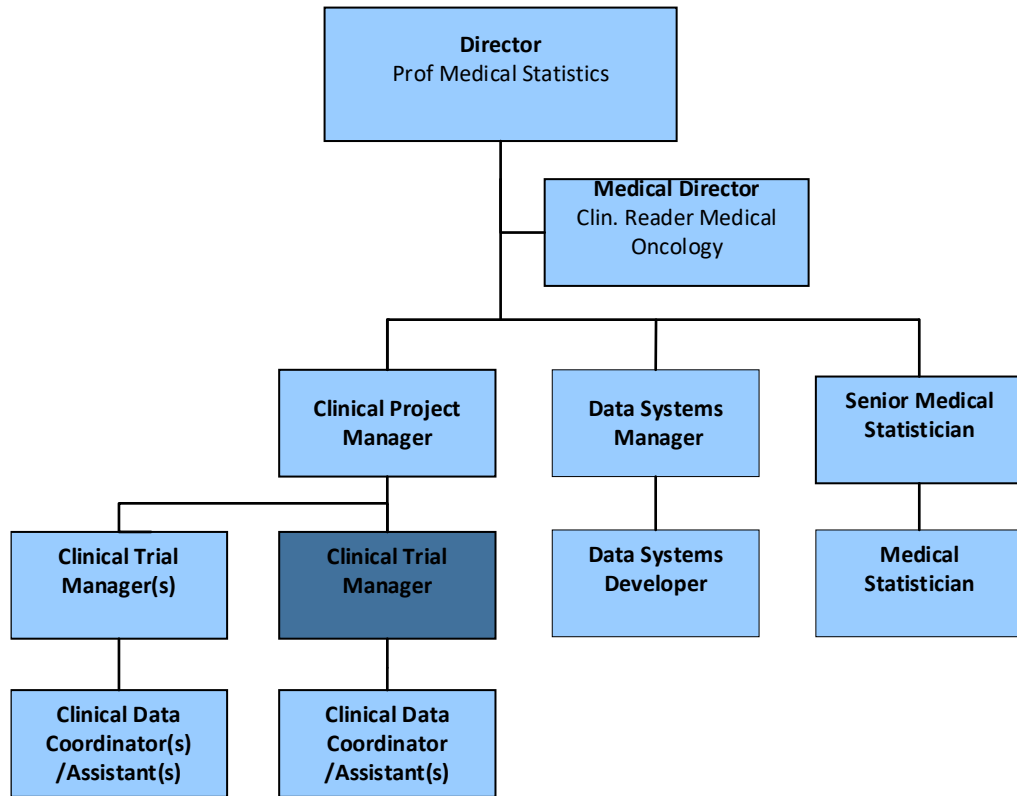 Director
Prof Medical Statistics
Medical Director
Clin. Reader Medical
Oncology
Clinical Project
Manager
Data Systems
Manager
Senior Medical
Statistician
Clinical Trial
Manager(s)
Clinical Trial
Manager
Data Systems
Developer
Medical
Statistician
Clinical Data
Coordinator(s)
/Assistant(s)
Clinical Data
Coordinator
/Assistant(s)